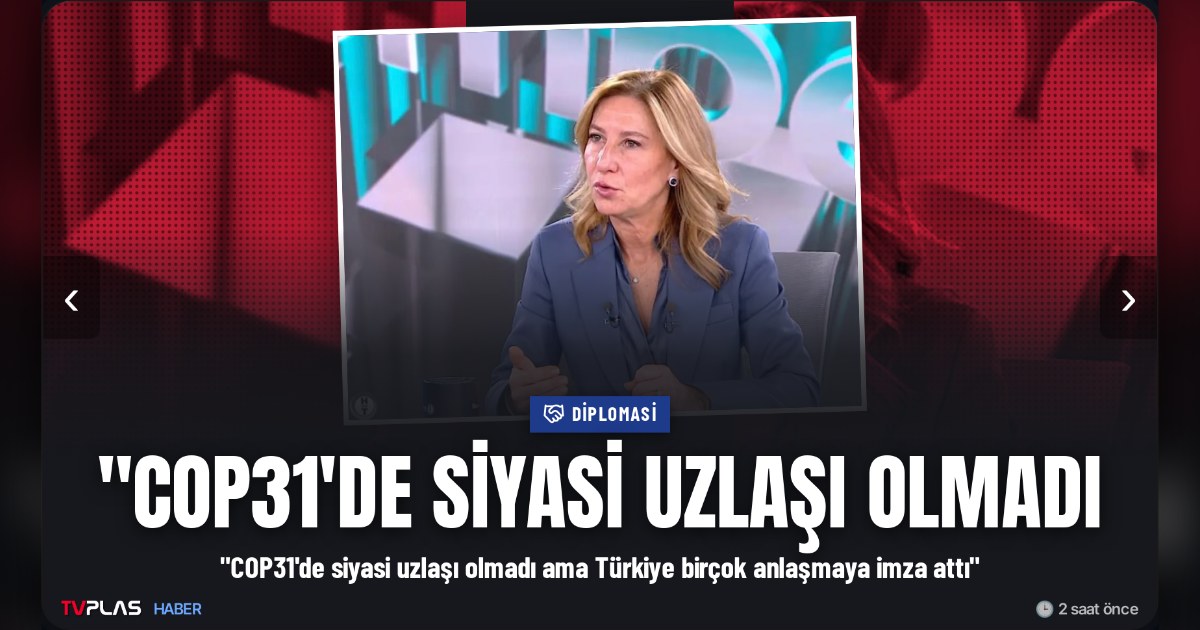 DİPLOMASİ
"COP31'DE SİYASİ UZLAŞI OLMADI
"COP31'de siyasi uzlaşı olmadı ama Türkiye birçok anlaşmaya imza attı"
TVPLAS HABER
2 saat önce